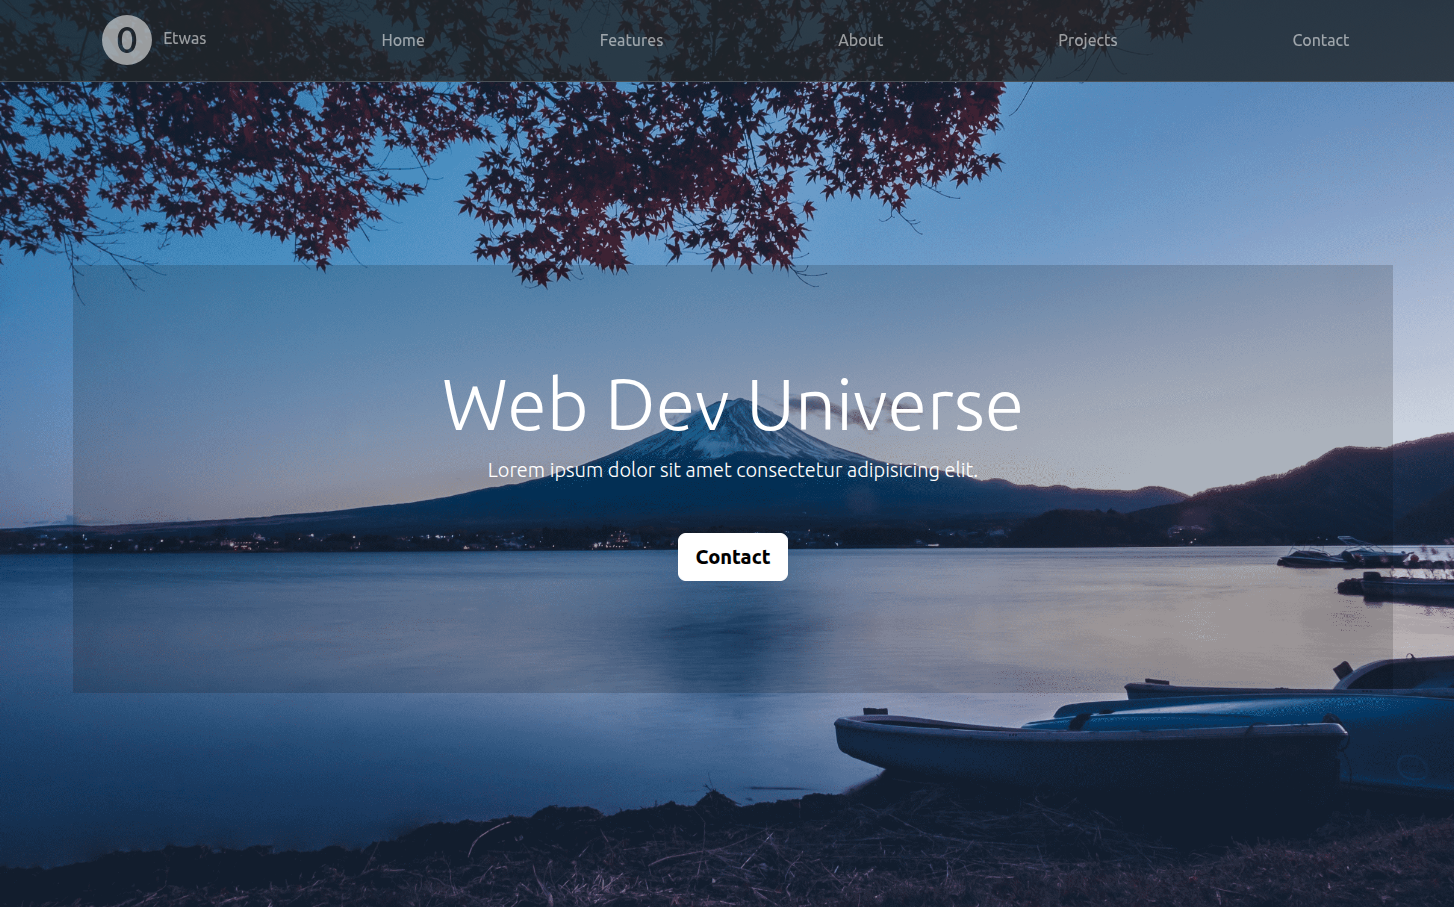 0 Etwas Home Features About Projects Contact
Web Dev Universe
Lorem ipsum dolor sit amet consectetur adipisicing elit.
Contact